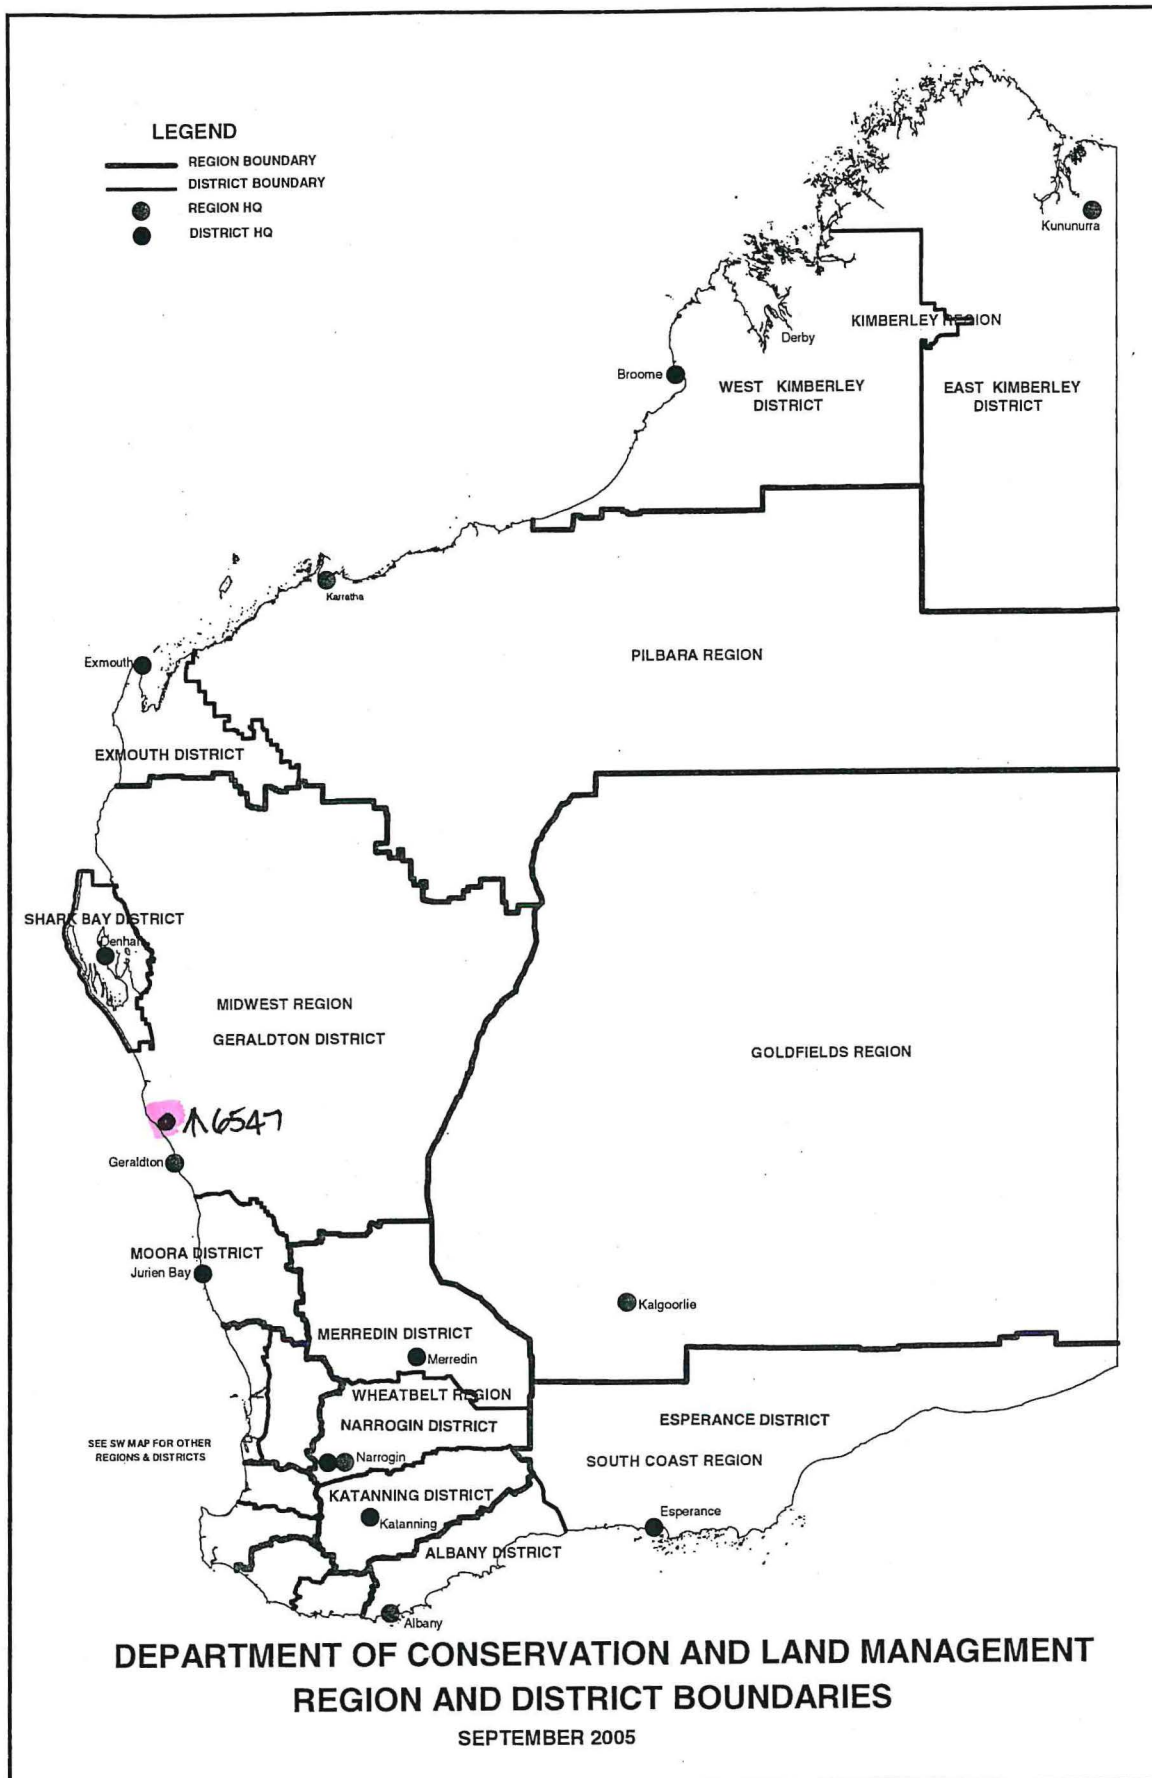 LEGEND
REGION BOUNDARY
DISTRICT BOUNDARY
REGION HQ
DISTRICT HQ
Kununurra
KIMBERLEY REGION
Derby
Broome
WEST KIMBERLEY
DISTRICT
EAST KIMBERLEY
DISTRICT
Karratha
Exmouth
PILBARA REGION
EXMOUTH DISTRICT
SHARK BAY DISTRICT
Denham
MIDWEST REGION
GERALDTON DISTRICT
GOLDFIELDS REGION
6547
Geraldton
MOORA DISTRICT
Jurien Bay
Kalgoorlie
MERREDIN DISTRICT
Merredin
WHEATBELT REGION
NARROGIN DISTRICT
ESPERANCE DISTRICT
SEE SW MAP FOR OTHER
REGIONS & DISTRICTS
Narrogin
SOUTH COAST REGION
KATANNING DISTRICT
Katanning
Esperance
ALBANY DISTRICT
Albany
DEPARTMENT OF CONSERVATION AND LAND MANAGEMENT
REGION AND DISTRICT BOUNDARIES
SEPTEMBER 2005